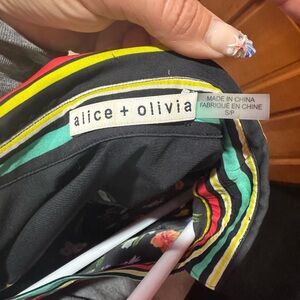 alice + olivia
MADE IN CHINA
FABRIQUÉ EN CHINE
S/P